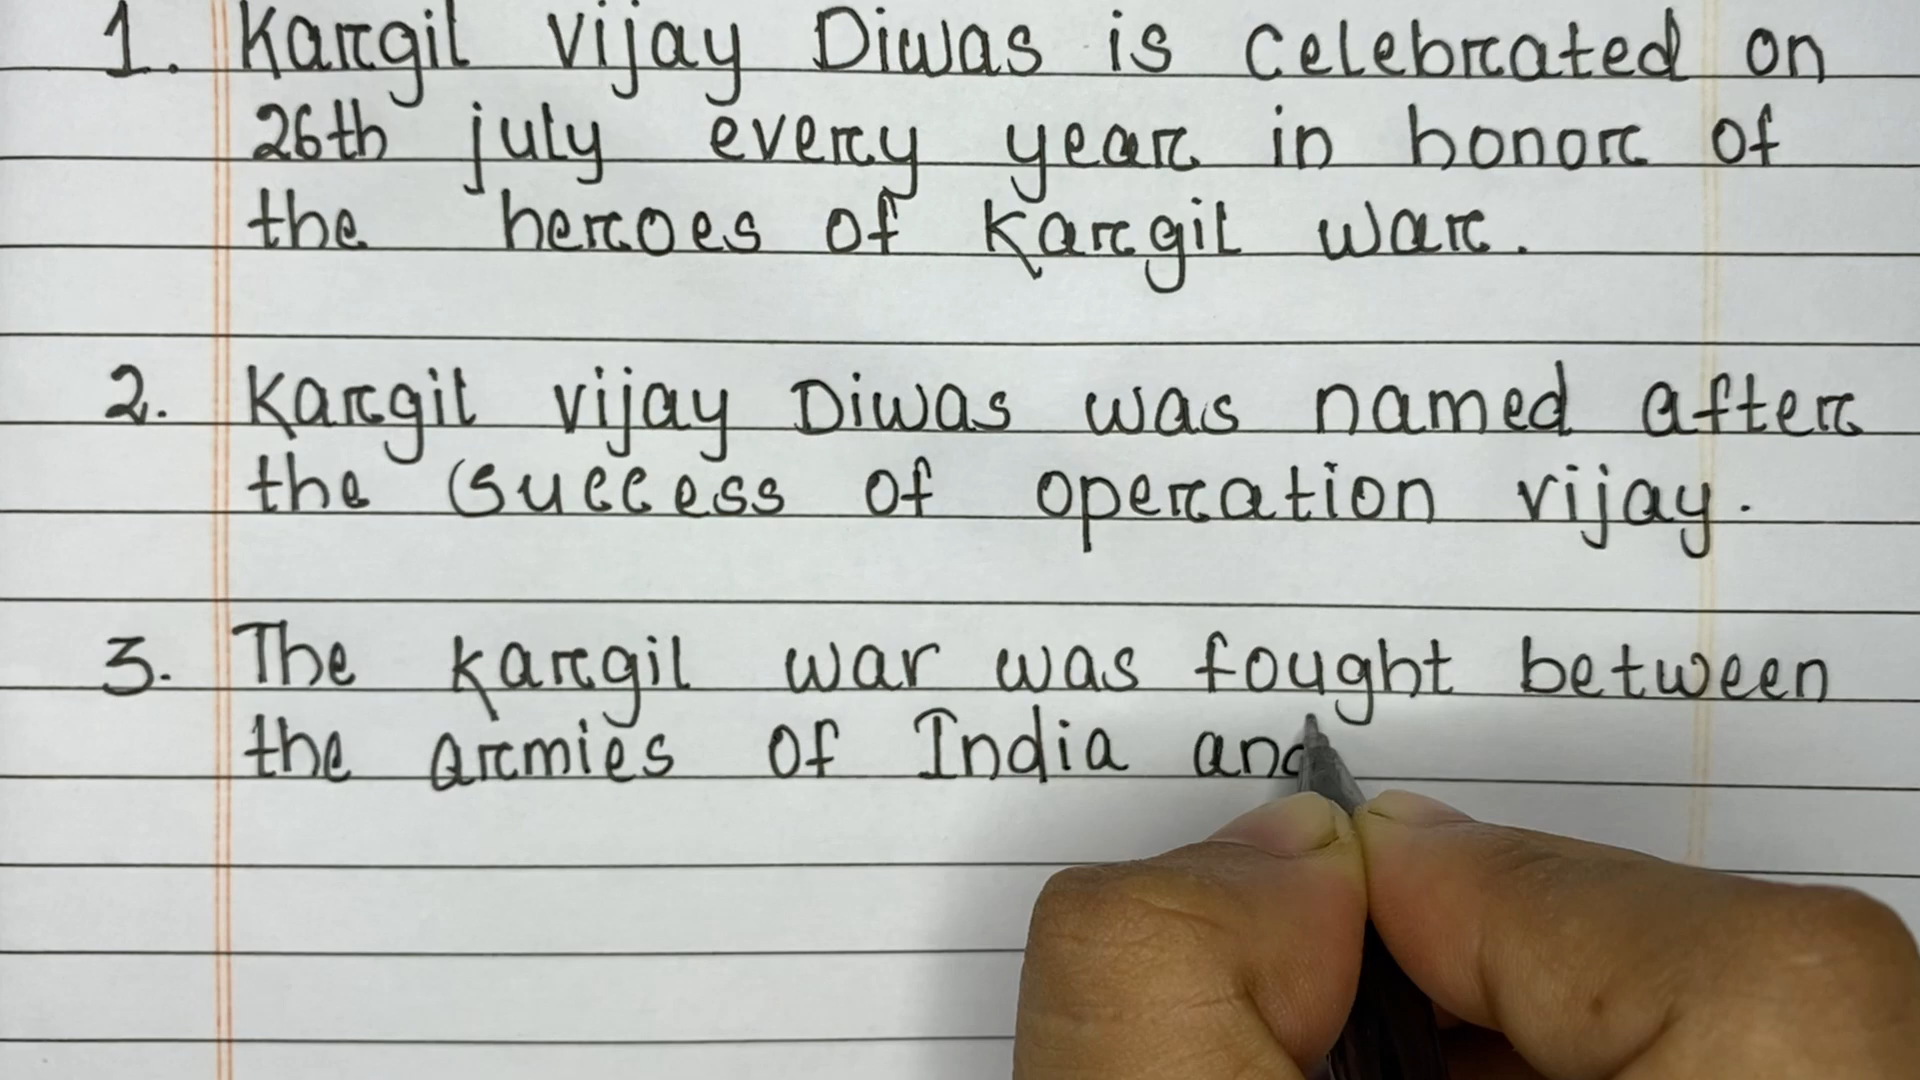 1. Kargil vijay Diwas is celebrated on
26th july every year in honor of
the heroes of Kargil war.
2. Kargil vijay Diwas was named after
the success of operation vijay.
3. The Kargil war was fought between
the armies of India and